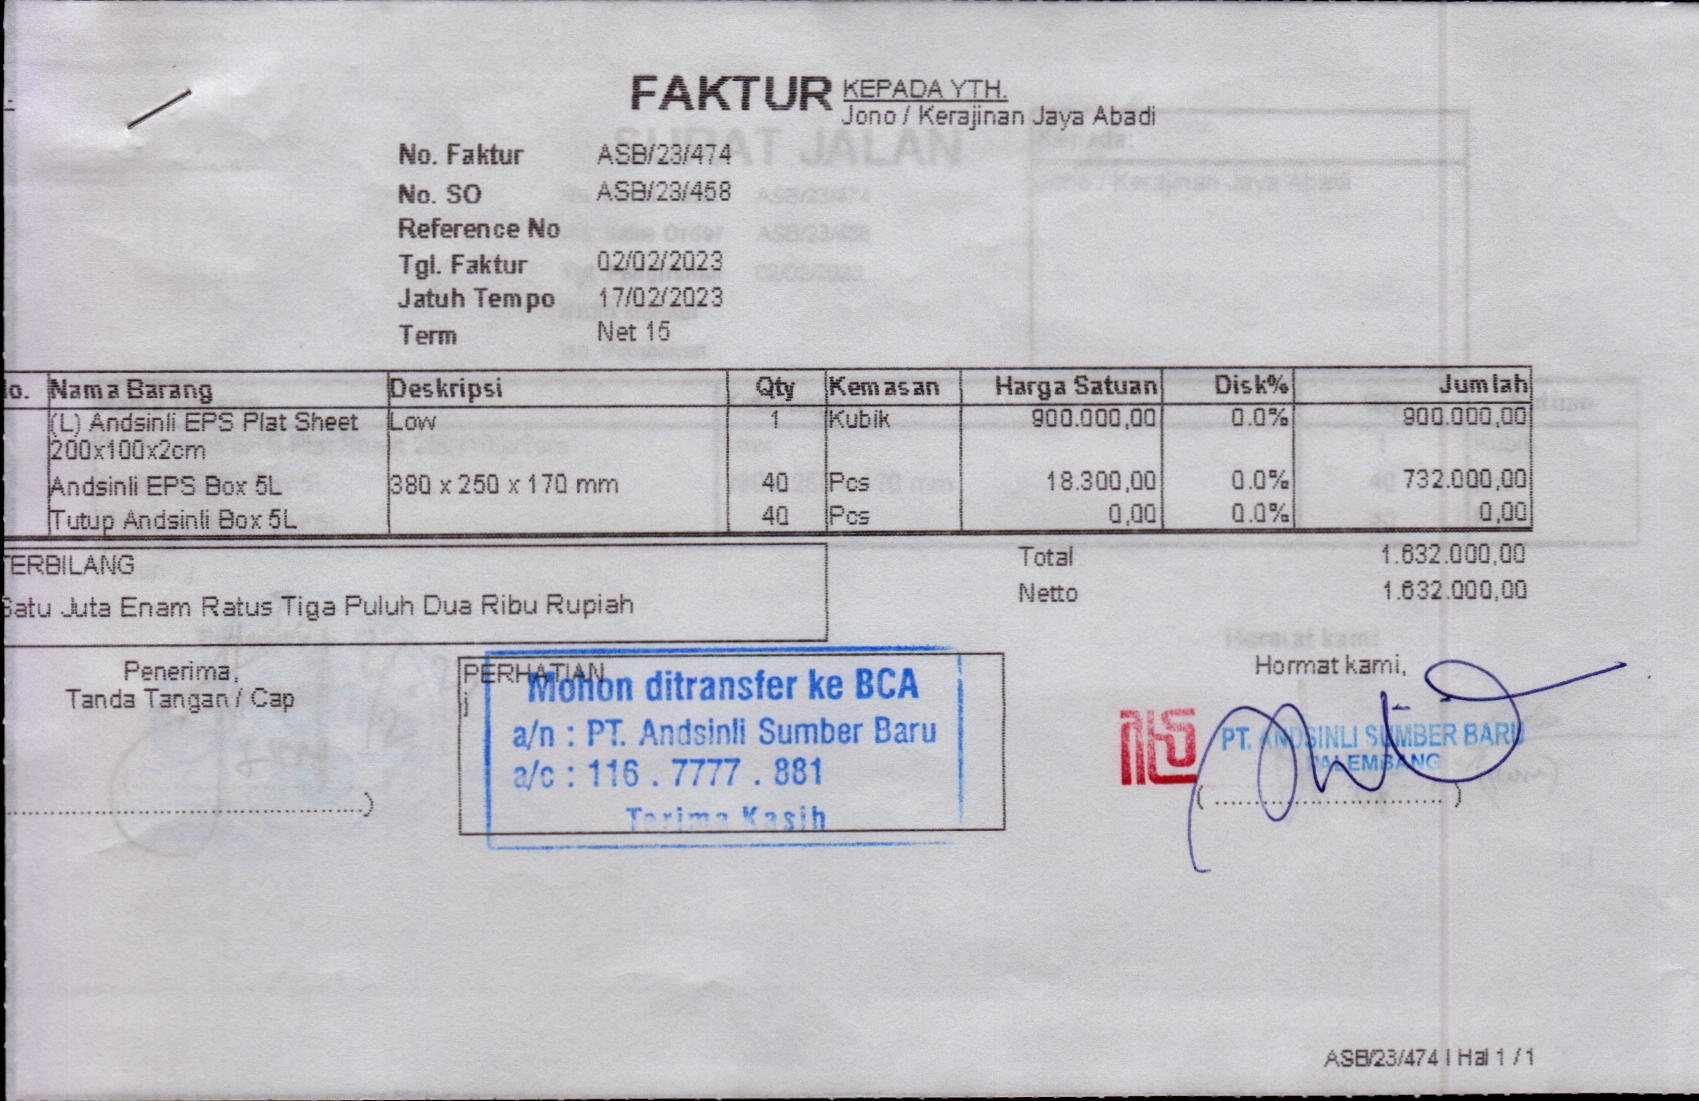 FAKTUR
KEPADA YTH.
Jono / Kerajinan Jaya Abadi
No. Faktur ASB/23/474
No. SO ASB/23/458
Reference No
Tgl. Faktur 02/02/2023
Jatuh Tempo 17/02/2023
Term Net 15
o. Nama Barang Deskripsi Qty Kemasan Harga Satuan Disk% Jumlah
(L) Andsinli EPS Plat Sheet Low 1 Kubik 900.000,00 0.0% 900.000,00
200x100x2cm
Andsinli EPS Box 5L 380 x 250 x 170 mm 40 Pcs 18.300,00 0.0% 732.000,00
Tutup Andsinli Box 5L 40 Pcs 0,00 0.0% 0,00
TERBILANG Total 1.632.000,00
Satu Juta Enam Ratus Tiga Puluh Dua Ribu Rupiah Netto 1.632.000,00
Penerima,
Tanda Tangan / Cap
PERHATIAN
j
Mohon ditransfer ke BCA
a/n : PT. Andsinli Sumber Baru
a/c : 116 . 7777 . 881
Terima Kasih
Hormat kami,
PT. ANDSINLI SUMBER BARU
PALEMBANG
ASB/23/474 | Hal 1 / 1